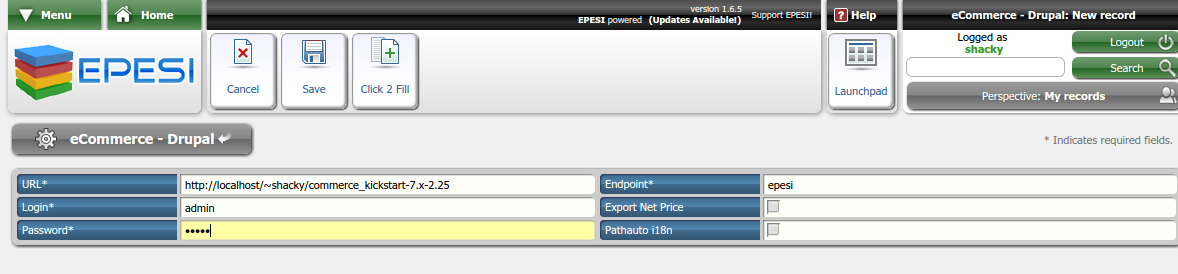 Menu
Home
version 1.6.5
EPESI powered (Updates Available!) Support EPESI!
? Help
eCommerce - Drupal: New record
EPESI
Cancel
Save
Click 2 Fill
Launchpad
Logged as
shacky
Logout
Search
Perspective: My records
eCommerce - Drupal
* Indicates required fields.
URL* http://localhost/~shacky/commerce_kickstart-7.x-2.25 Endpoint* epesi
Login* admin Export Net Price
Password* ••••• Pathauto i18n